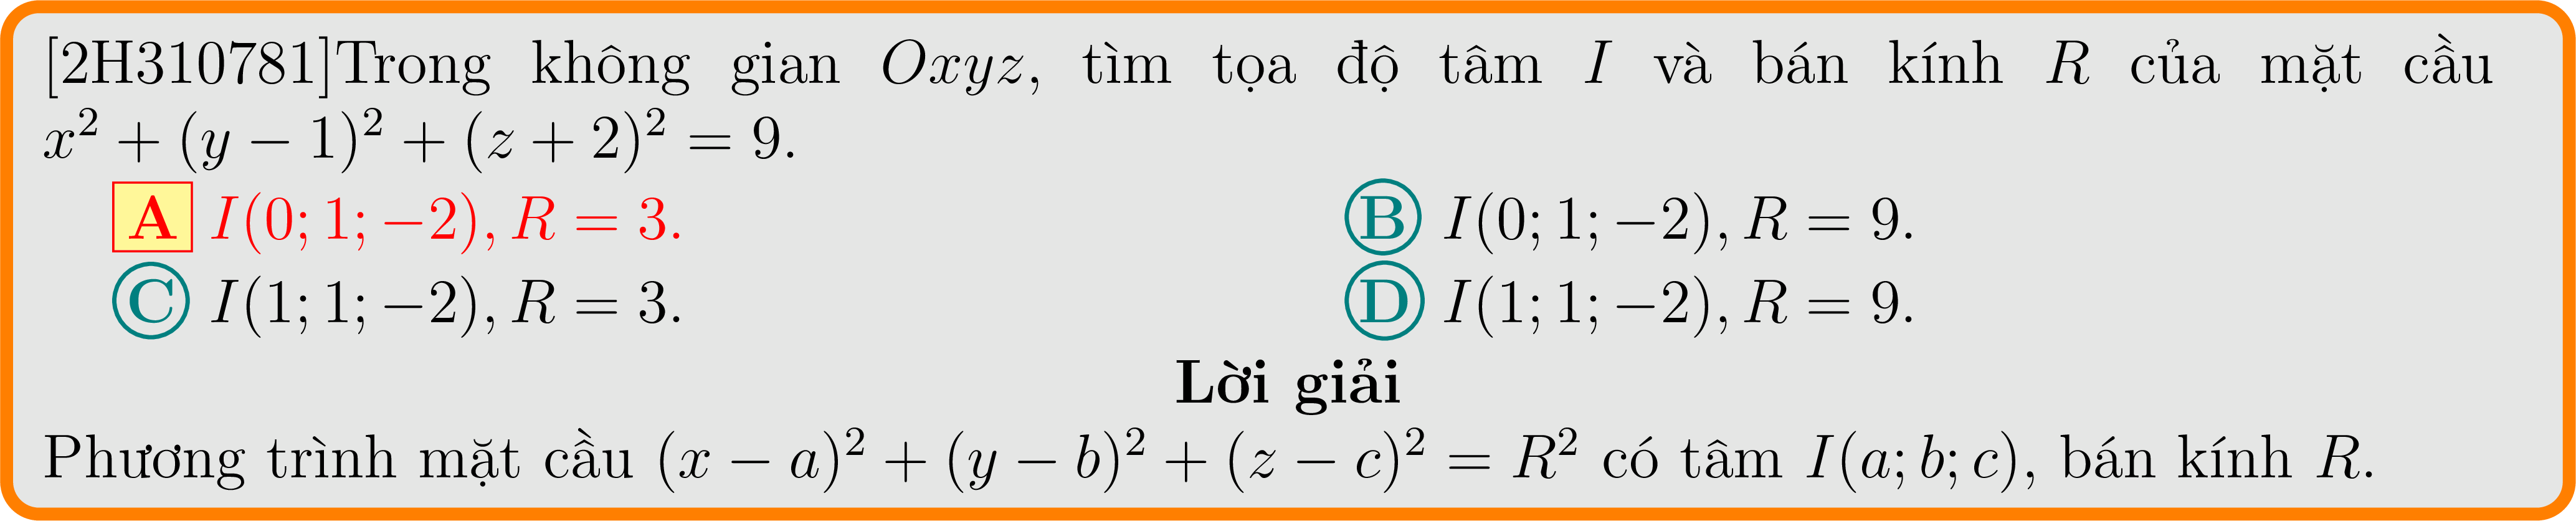 [2H310781]Trong không gian Oxyz, tìm tọa độ tâm I và bán kính R của mặt cầu
x² + (y − 1)² + (z + 2)² = 9.
A I(0; 1; −2), R = 3. B I(0; 1; −2), R = 9.
C I(1; 1; −2), R = 3. D I(1; 1; −2), R = 9.
Lời giải
Phương trình mặt cầu (x − a)² + (y − b)² + (z − c)² = R² có tâm I(a; b; c), bán kính R.